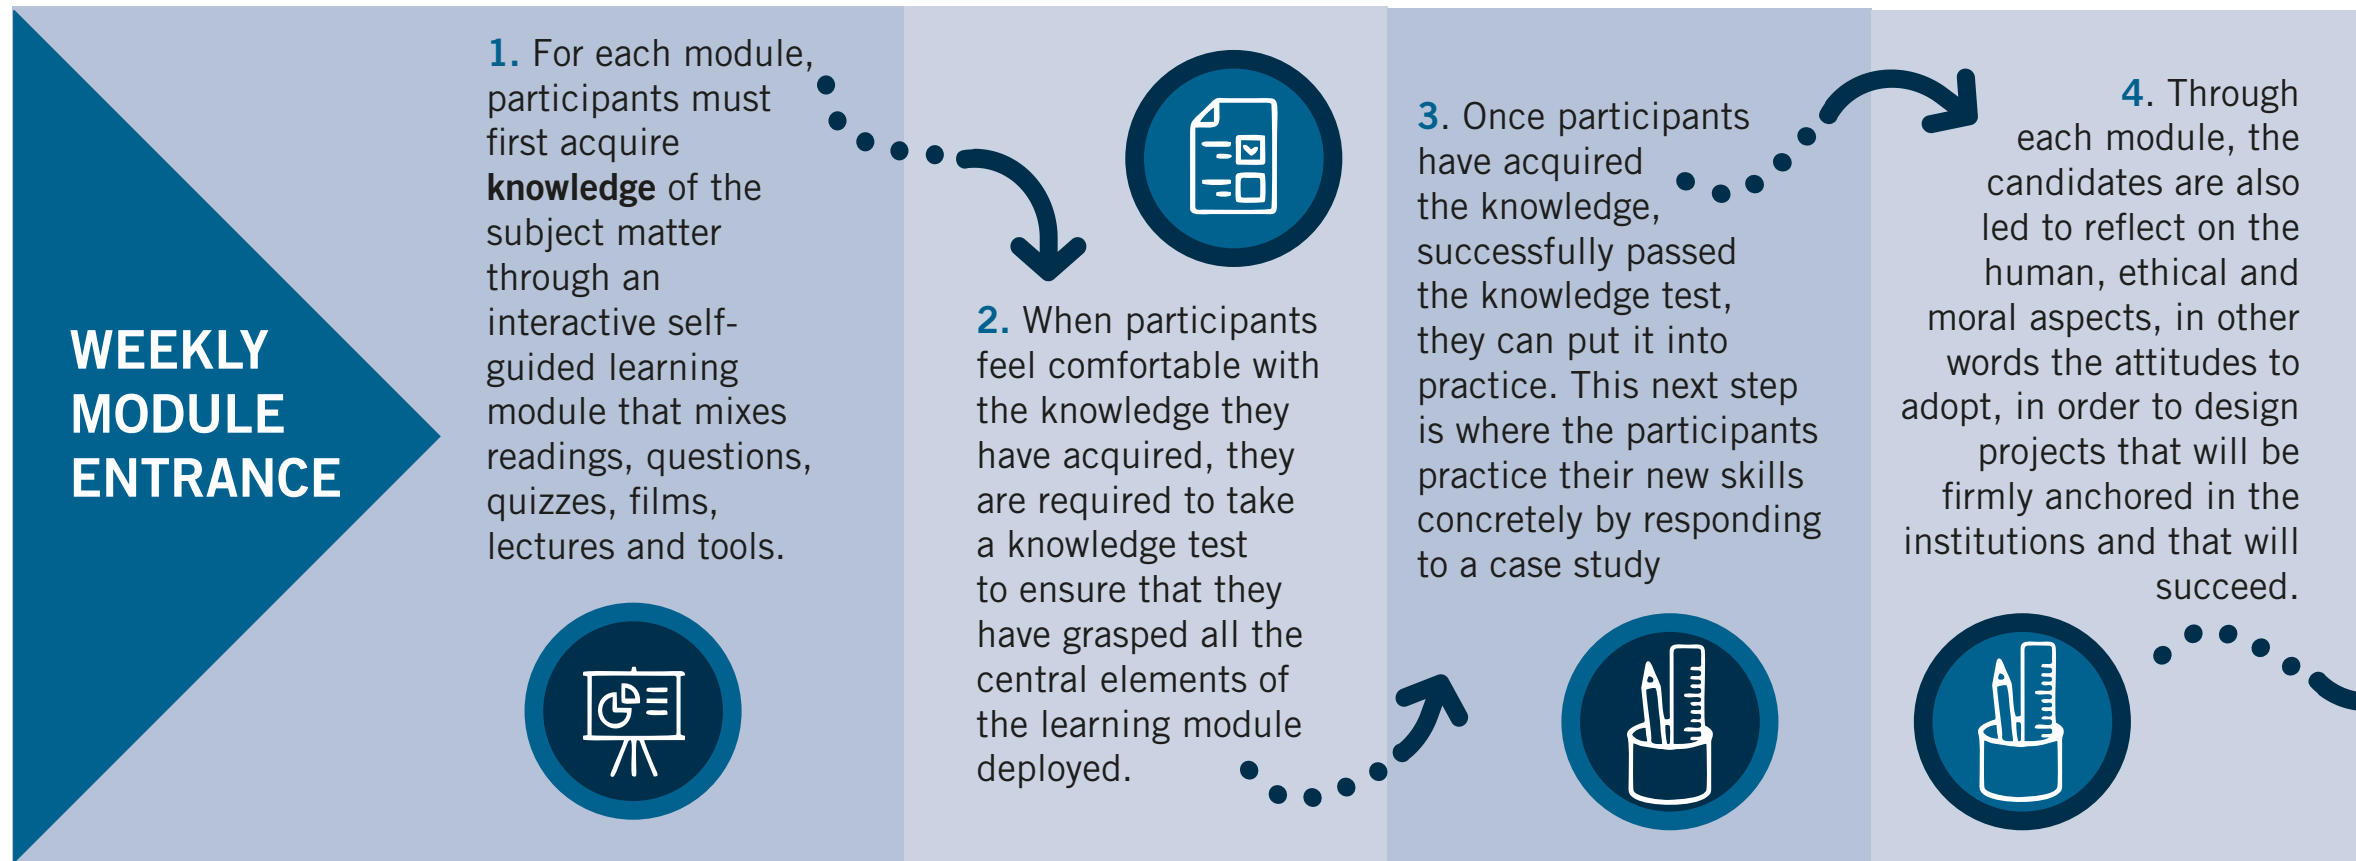 WEEKLY
MODULE
ENTRANCE
1. For each module,
participants must
first acquire
knowledge of the
subject matter
through an
interactive self-
guided learning
module that mixes
readings, questions,
quizzes, films,
lectures and tools.
2. When participants
feel comfortable with
the knowledge they
have acquired, they
are required to take
a knowledge test
to ensure that they
have grasped all the
central elements of
the learning module
deployed.
3. Once participants
have acquired
the knowledge,
successfully passed
the knowledge test,
they can put it into
practice. This next step
is where the participants
practice their new skills
concretely by responding
to a case study
4. Through
each module, the
candidates are also
led to reflect on the
human, ethical and
moral aspects, in other
words the attitudes to
adopt, in order to design
projects that will be
firmly anchored in the
institutions and that will
succeed.